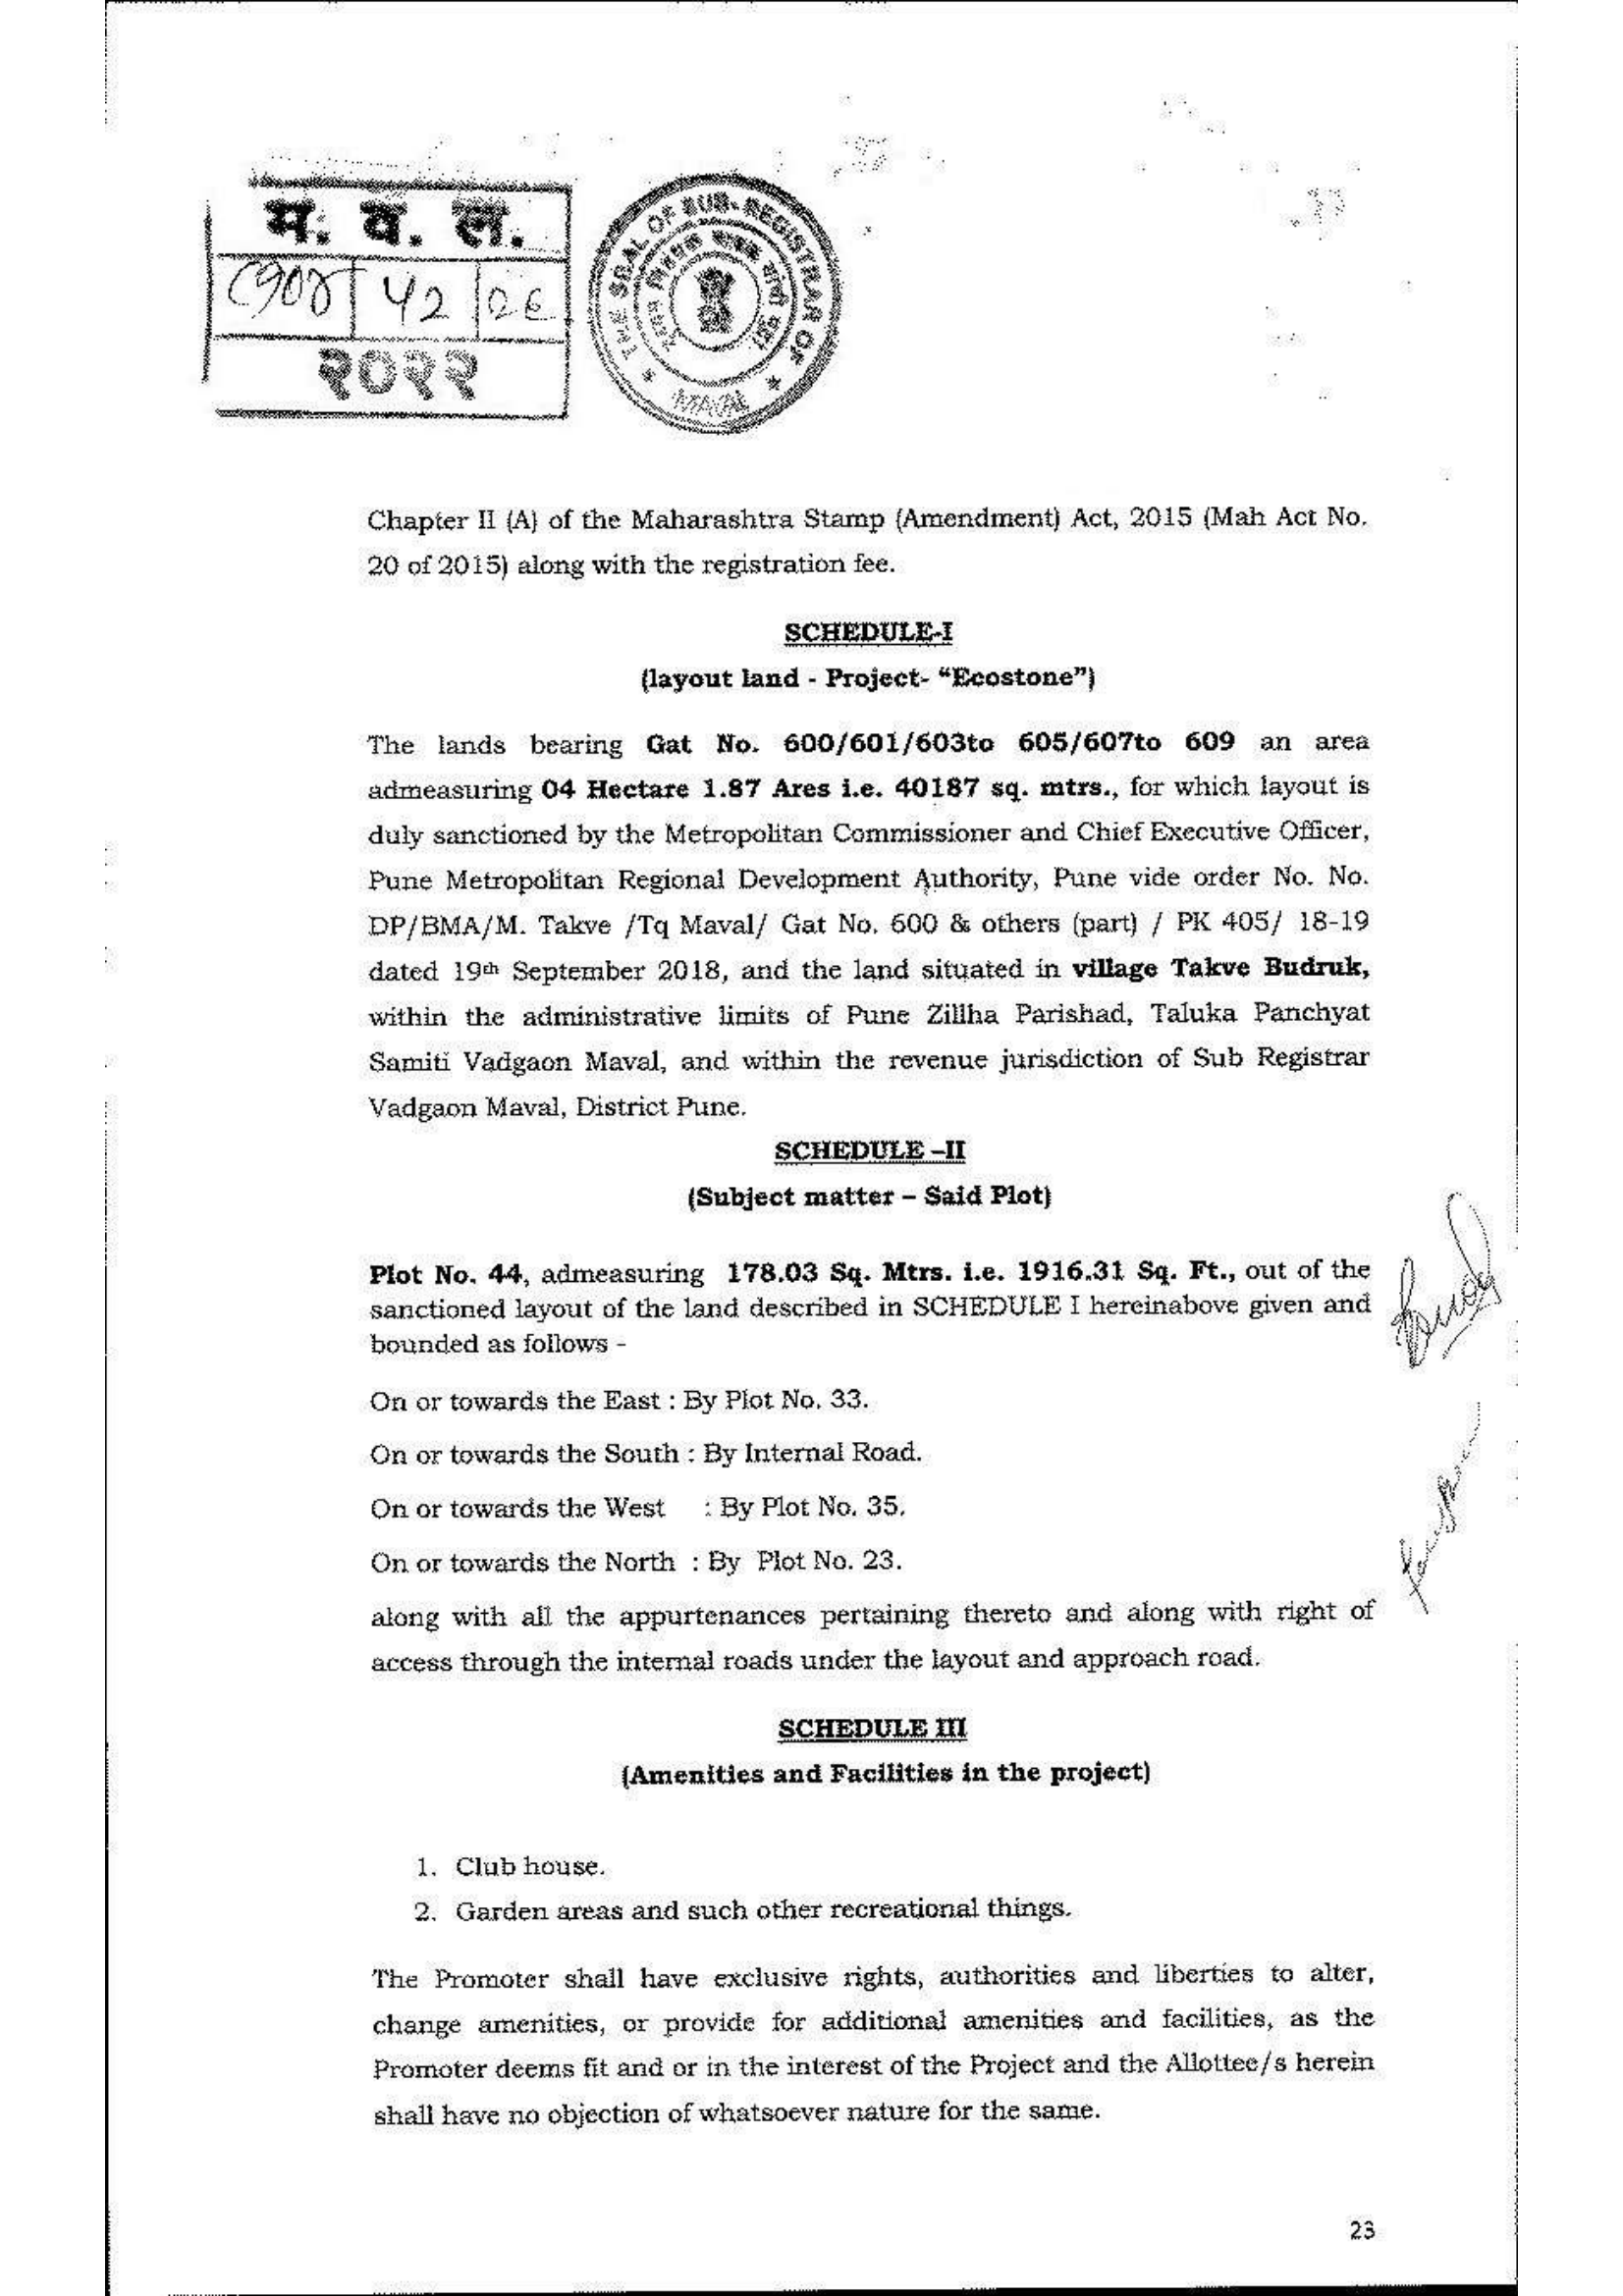 म. व. ल.
२०२२
THE SEAL OF SUB-REGISTRAR OF
MAVAL
Chapter II (A) of the Maharashtra Stamp (Amendment) Act, 2015 (Mah Act No.
20 of 2015) along with the registration fee.
SCHEDULE-I
(layout land - Project- “Ecostone”)
The lands bearing Gat No. 600/601/603to 605/607to 609 an area
admeasuring 04 Hectare 1.87 Ares i.e. 40187 sq. mtrs., for which layout is
duly sanctioned by the Metropolitan Commissioner and Chief Executive Officer,
Pune Metropolitan Regional Development Authority, Pune vide order No. No.
DP/BMA/M. Takve /Tq Maval/ Gat No. 600 & others (part) / PK 405/ 18-19
dated 19th September 2018, and the land situated in village Takve Budruk,
within the administrative limits of Pune Zillha Parishad, Taluka Panchyat
Samiti Vadgaon Maval, and within the revenue jurisdiction of Sub Registrar
Vadgaon Maval, District Pune.
SCHEDULE –II
(Subject matter – Said Plot)
Plot No. 44, admeasuring 178.03 Sq. Mtrs. i.e. 1916.31 Sq. Ft., out of the
sanctioned layout of the land described in SCHEDULE I hereinabove given and
bounded as follows -
On or towards the East : By Plot No. 33.
On or towards the South : By Internal Road.
On or towards the West : By Plot No. 35.
On or towards the North : By Plot No. 23.
along with all the appurtenances pertaining thereto and along with right of
access through the internal roads under the layout and approach road.
SCHEDULE III
(Amenities and Facilities in the project)
1. Club house.
2. Garden areas and such other recreational things.
The Promoter shall have exclusive rights, authorities and liberties to alter,
change amenities, or provide for additional amenities and facilities, as the
Promoter deems fit and or in the interest of the Project and the Allottee/s herein
shall have no objection of whatsoever nature for the same.
23